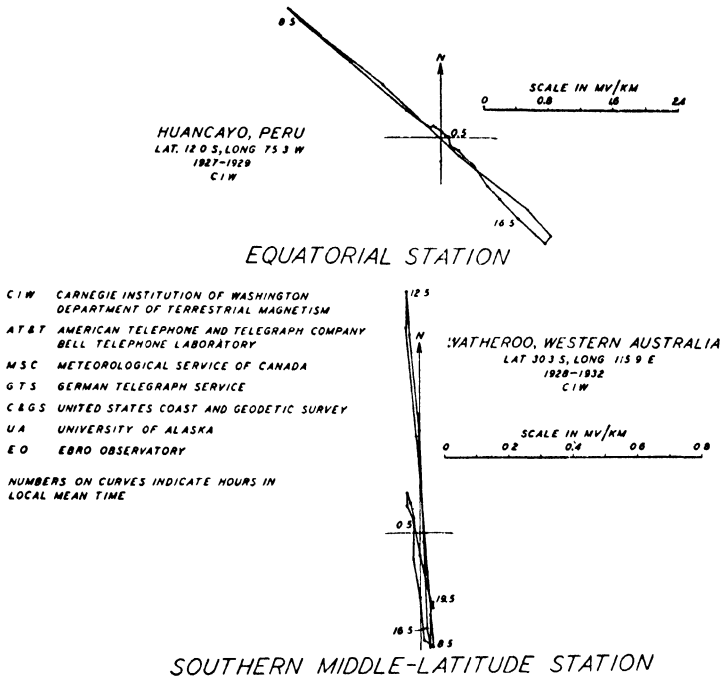 8 5
N
SCALE IN MV/KM
0 0.8 1.6 2.4
0.5
HUANCAYO, PERU
LAT. 12 0 S, LONG 75 3 W
1927-1929
C I W
16 5
EQUATORIAL STATION
12 5
C I W CARNEGIE INSTITUTION OF WASHINGTON
DEPARTMENT OF TERRESTRIAL MAGNETISM
AT&T AMERICAN TELEPHONE AND TELEGRAPH COMPANY
BELL TELEPHONE LABORATORY
M S C METEOROLOGICAL SERVICE OF CANADA
G T S GERMAN TELEGRAPH SERVICE
C & G S UNITED STATES COAST AND GEODETIC SURVEY
U A UNIVERSITY OF ALASKA
E O EBRO OBSERVATORY
NUMBERS ON CURVES INDICATE HOURS IN
LOCAL MEAN TIME
N
WATHEROO, WESTERN AUSTRALIA
LAT 30 3 S, LONG 115 9 E
1928-1932
C I W
SCALE IN MV/KM
0 0.2 0.4 0.6 0.8
0 5
19.5
16 5
8 5
SOUTHERN MIDDLE-LATITUDE STATION